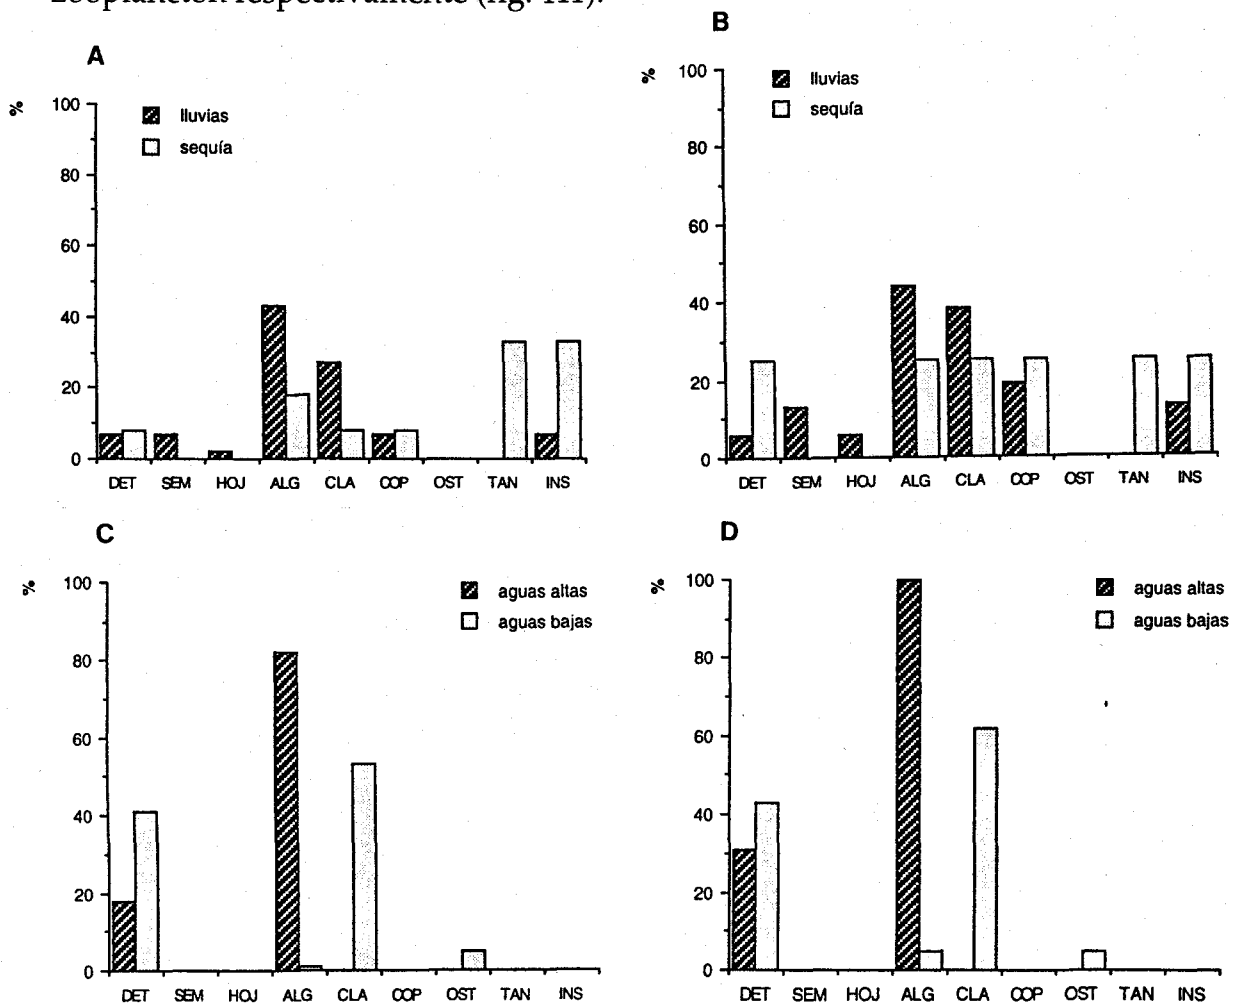 zooplancton respectivamente (fig. 111).
A
%
100
80
60
40
20
0
lluvias
sequía
DET SEM HOJ ALG CLA COP OST TAN INS
B
%
100
80
60
40
20
0
lluvias
sequía
DET SEM HOJ ALG CLA COP OST TAN INS
C
%
100
80
60
40
20
0
aguas altas
aguas bajas
DET SEM HOJ ALG CLA COP OST TAN INS
D
%
100
80
60
40
20
0
aguas altas
aguas bajas
DET SEM HOJ ALG CLA COP OST TAN INS